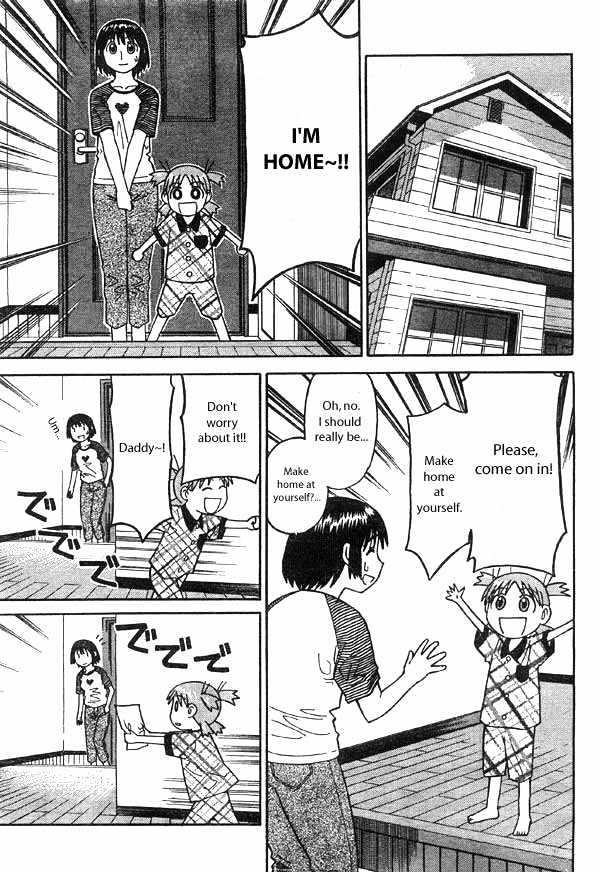 I'M
HOME~!!
Please,
come on in!
Make
home
at
yourself.
Oh, no.
I should
really be...
Make
home at
yourself?...
Don't
worry
about it!!
Daddy~!
Um..
で
で
で
で
で
で